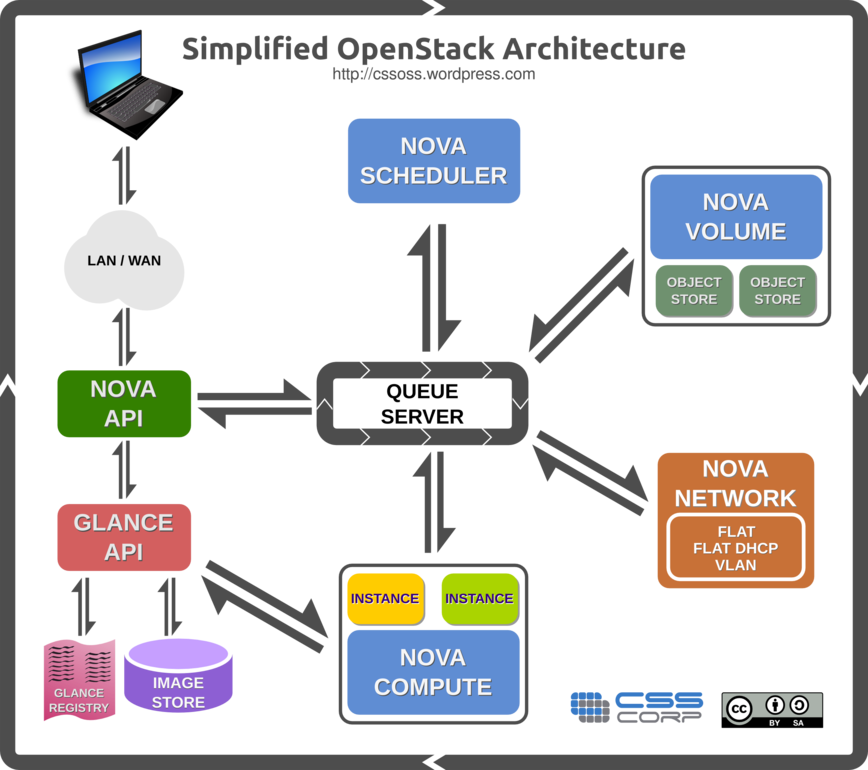 Simplified OpenStack Architecture
http://cssoss.wordpress.com
NOVA
SCHEDULER
NOVA
VOLUME
OBJECT
STORE
OBJECT
STORE
LAN / WAN
NOVA
API
QUEUE
SERVER
GLANCE
API
NOVA
NETWORK
FLAT
FLAT DHCP
VLAN
INSTANCE
INSTANCE
NOVA
COMPUTE
GLANCE
REGISTRY
IMAGE
STORE
CSS
CORP
cc
BY SA